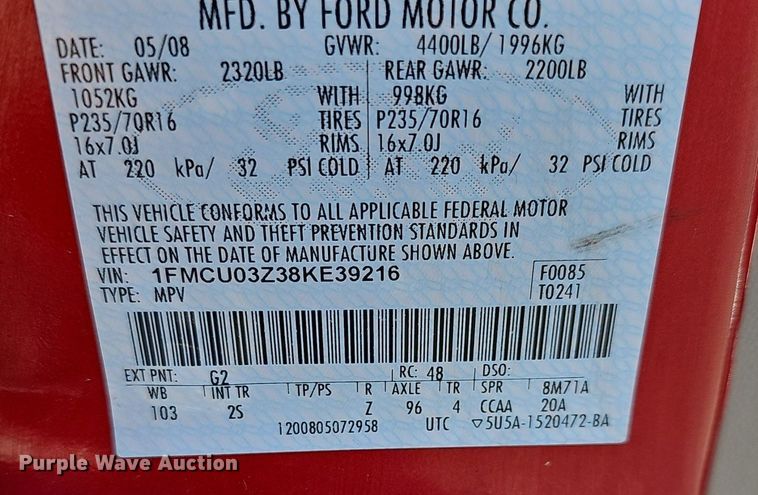 MFD. BY FORD MOTOR CO.
DATE: 05/08 GVWR: 4400LB/ 1996KG
FRONT GAWR: 2320LB REAR GAWR: 2200LB
1052KG WITH 998KG WITH
P235/70R16 TIRES P235/70R16 TIRES
16x7.0J RIMS 16x7.0J RIMS
AT 220 kPa/ 32 PSI COLD AT 220 kPa/ 32 PSI COLD
THIS VEHICLE CONFORMS TO ALL APPLICABLE FEDERAL MOTOR
VEHICLE SAFETY AND THEFT PREVENTION STANDARDS IN
EFFECT ON THE DATE OF MANUFACTURE SHOWN ABOVE.
VIN: 1FMCU03Z38KE39216 F0085
TYPE: MPV T0241
EXT PNT: G2 RC: 48 DSO:
WB INT TR TP/PS R AXLE TR SPR 8M71A
103 2S Z 96 4 CCAA 20A
1200805072958 UTC ▽5U5A-1520472-BA
Purple Wave Auction